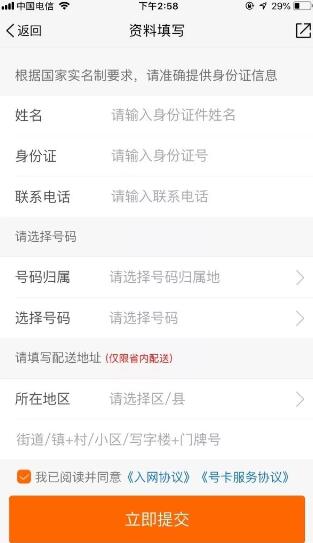 中国电信 下午2:58 29%
返回 资料填写
根据国家实名制要求，请准确提供身份证信息
姓名 请输入身份证件姓名
身份证 请输入身份证号
联系电话 请输入联系电话
请选择号码
号码归属 请选择号码归属地
选择号码 请选择号码
请填写配送地址 (仅限省内配送)
所在地区 请选择区/县
街道/镇+村/小区/写字楼+门牌号
我已阅读并同意《入网协议》《号卡服务协议》
立即提交